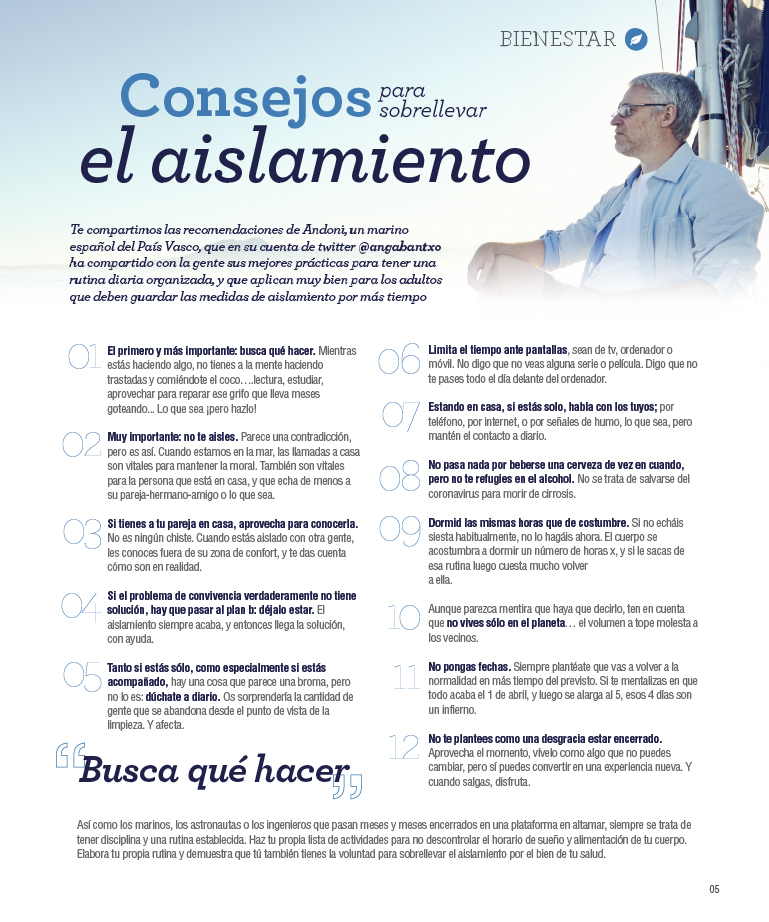 BIENESTAR
Consejos para
sobrellevar
el aislamiento
Te compartimos las recomendaciones de Andoni, un marino
español del País Vasco, que en su cuenta de twitter @angabantxo
ha compartido con la gente sus mejores prácticas para tener una
rutina diaria organizada, y que aplican muy bien para los adultos
que deben guardar las medidas de aislamiento por más tiempo
01 El primero y más importante: busca qué hacer. Mientras
estás haciendo algo, no tienes a la mente haciendo
trastadas y comiéndote el coco….lectura, estudiar,
aprovechar para reparar ese grifo que lleva meses
goteando... Lo que sea ¡pero hazlo!
02 Muy importante: no te aisles. Parece una contradicción,
pero es así. Cuando estamos en la mar, las llamadas a casa
son vitales para mantener la moral. También son vitales
para la persona que está en casa, y que echa de menos a
su pareja-hermano-amigo o lo que sea.
03 Si tienes a tu pareja en casa, aprovecha para conocerla.
No es ningún chiste. Cuando estás aislado con otra gente,
les conoces fuera de su zona de confort, y te das cuenta
cómo son en realidad.
04 Si el problema de convivencia verdaderamente no tiene
solución, hay que pasar al plan b: déjalo estar. El
aislamiento siempre acaba, y entonces llega la solución,
con ayuda.
05 Tanto si estás sólo, como especialmente si estás
acompañado, hay una cosa que parece una broma, pero
no lo es: dúchate a diario. Os sorprendería la cantidad de
gente que se abandona desde el punto de vista de la
limpieza. Y afecta.
“Busca qué hacer”
06 Limita el tiempo ante pantallas, sean de tv, ordenador o
móvil. No digo que no veas alguna serie o película. Digo que no
te pases todo el día delante del ordenador.
07 Estando en casa, si estás solo, habla con los tuyos; por
teléfono, por internet, o por señales de humo, lo que sea, pero
mantén el contacto a diario.
08 No pasa nada por beberse una cerveza de vez en cuando,
pero no te refugies en el alcohol. No se trata de salvarse del
coronavirus para morir de cirrosis.
09 Dormid las mismas horas que de costumbre. Si no echáis
siesta habitualmente, no lo hagáis ahora. El cuerpo se
acostumbra a dormir un número de horas x, y si le sacas de
esa rutina luego cuesta mucho volver
a ella.
10 Aunque parezca mentira que haya que decirlo, ten en cuenta
que no vives sólo en el planeta… el volumen a tope molesta a
los vecinos.
11 No pongas fechas. Siempre plantéate que vas a volver a la
normalidad en más tiempo del previsto. Si te mentalizas en que
todo acaba el 1 de abril, y luego se alarga al 5, esos 4 días son
un infierno.
12 No te plantees como una desgracia estar encerrado.
Aprovecha el momento, vívelo como algo que no puedes
cambiar, pero sí puedes convertir en una experiencia nueva. Y
cuando salgas, disfruta.
Así como los marinos, los astronautas o los ingenieros que pasan meses y meses encerrados en una plataforma en altamar, siempre se trata de
tener disciplina y una rutina establecida. Haz tu propia lista de actividades para no descontrolar el horario de sueño y alimentación de tu cuerpo.
Elabora tu propia rutina y demuestra que tú también tienes la voluntad para sobrellevar el aislamiento por el bien de tu salud.
05